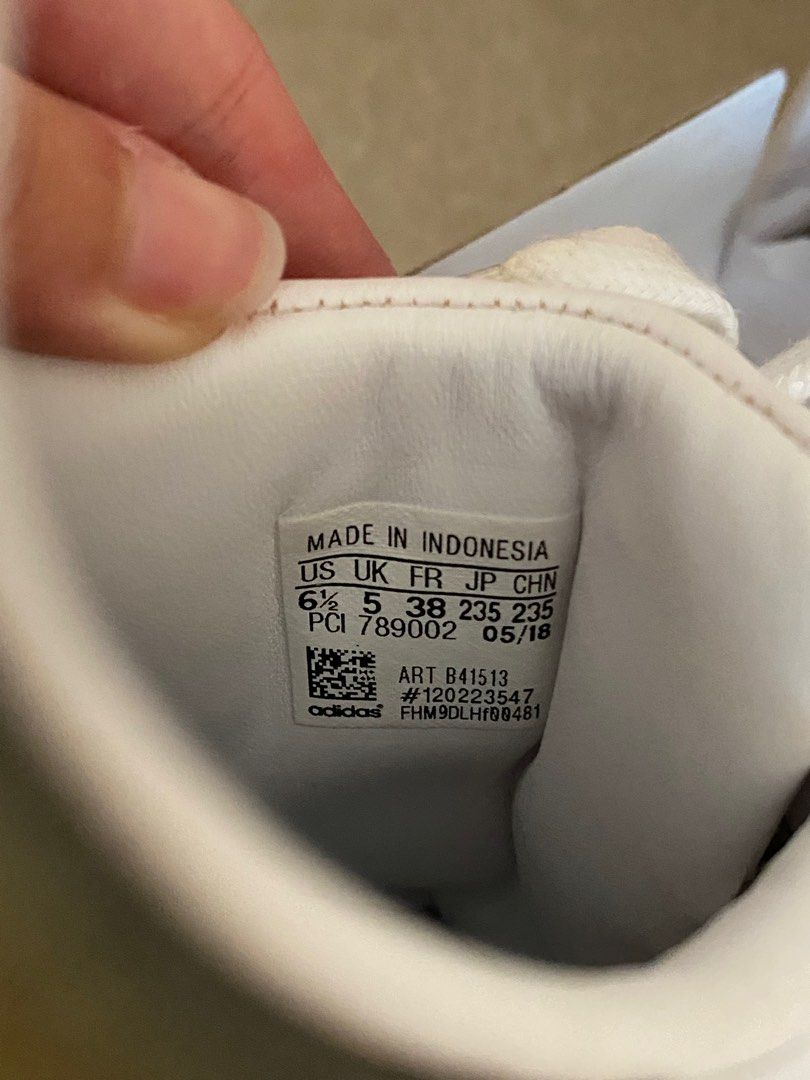 MADE IN INDONESIA
US UK FR JP CHN
6½ 5 38 235 235
PCI 789002 05/18
ART B41513
#120223547
adidas FHM9DLHf00481